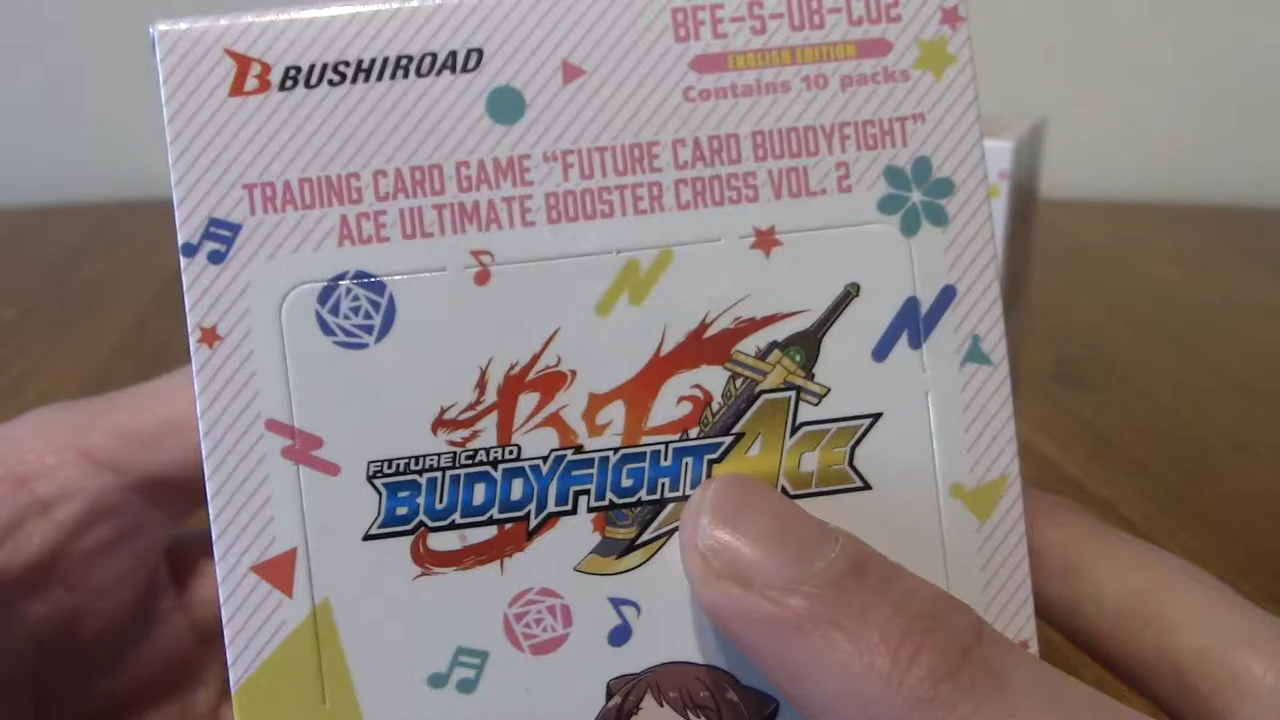 BUSHIROAD
BFE-S-UB-C02
ENGLISH EDITION
Contains 10 packs
TRADING CARD GAME “FUTURE CARD BUDDYFIGHT”
ACE ULTIMATE BOOSTER CROSS VOL. 2
BF
FUTURE CARD
BUDDYFIGHT ACE